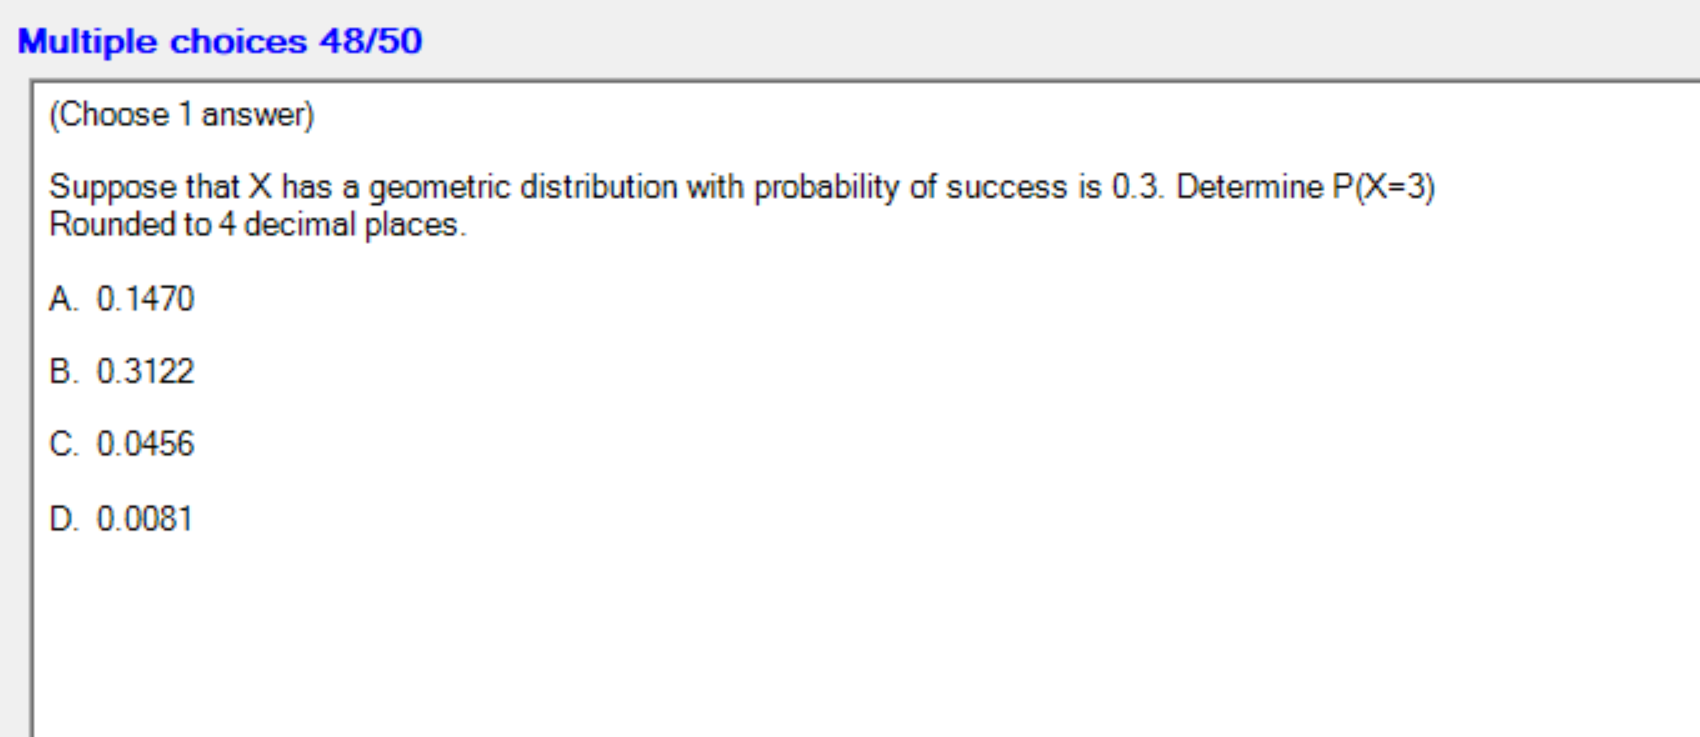 Multiple choices 48/50
(Choose 1 answer)
Suppose that X has a geometric distribution with probability of success is 0.3. Determine P(X=3)
Rounded to 4 decimal places.
A. 0.1470
B. 0.3122
C. 0.0456
D. 0.0081